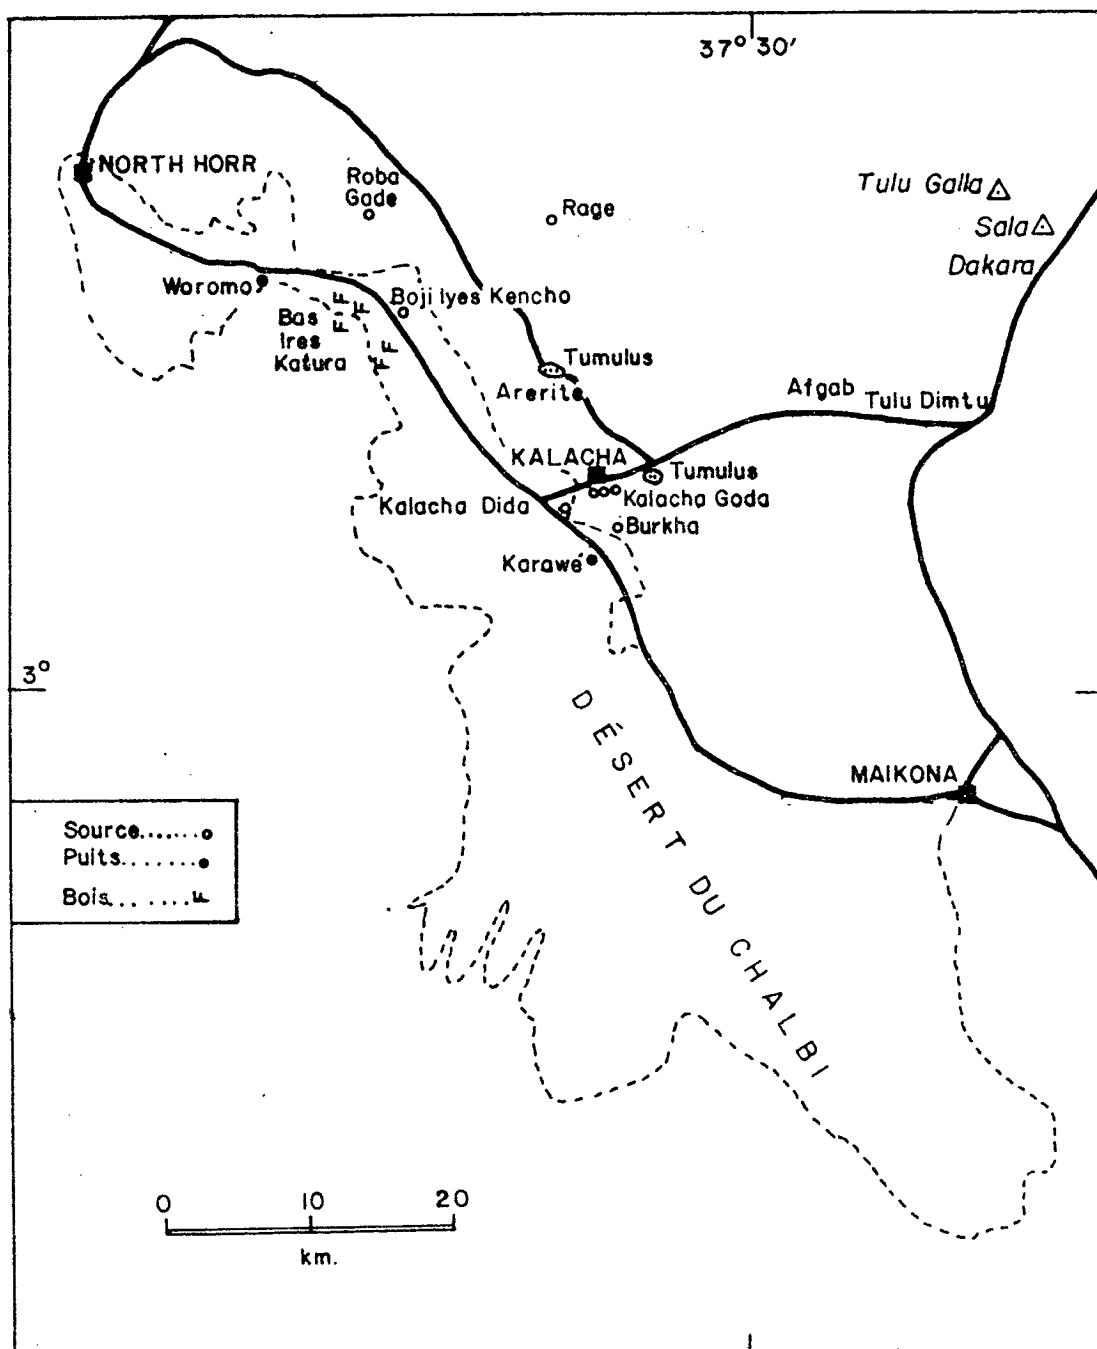 37° 30'
NORTH HORR
Roba
Gade
Rage
Tulu Galla
Sala
Dakara
Woromo
Boji Iyes Kencho
Bas
Ires
Katura
Tumulus
Arerite
Afgab
Tulu Dimtu
KALACHA
Tumulus
Kalacha Dida
Kalacha Goda
Burkha
Karawe
3°
DÉSERT DU CHALBI
MAIKONA
Source
Puits
Bois
0 10 20
km.